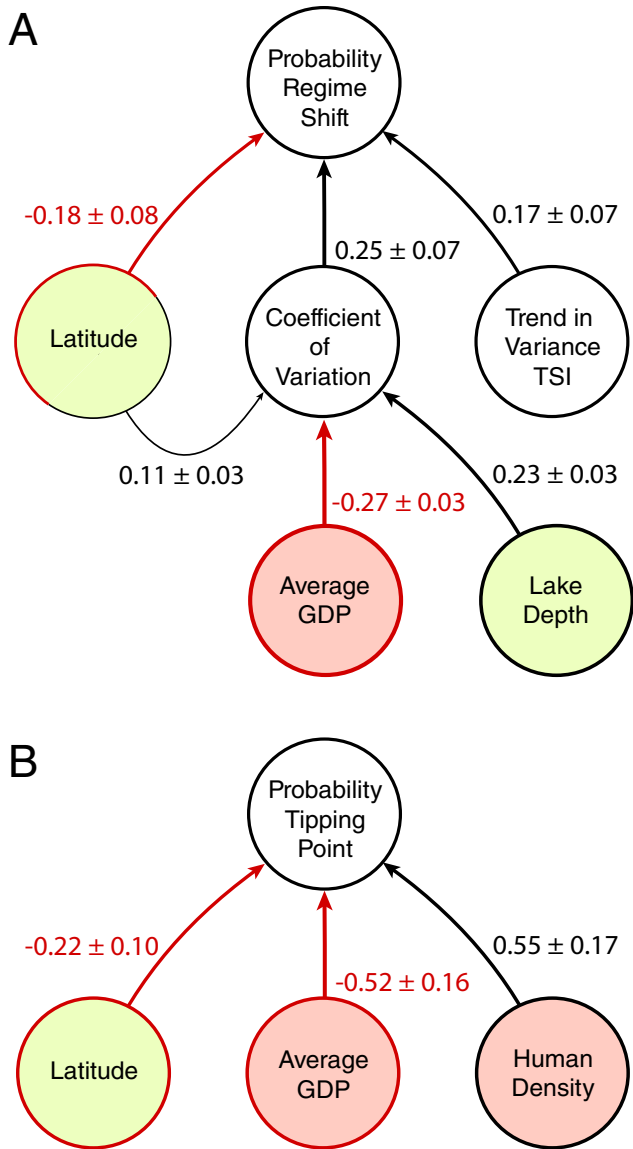 A
Probability
Regime
Shift
-0.18 ± 0.08
0.17 ± 0.07
0.25 ± 0.07
Latitude
Coefficient
of
Variation
Trend in
Variance
TSI
0.11 ± 0.03
-0.27 ± 0.03
0.23 ± 0.03
Average
GDP
Lake
Depth
B
Probability
Tipping
Point
-0.22 ± 0.10
-0.52 ± 0.16
0.55 ± 0.17
Latitude
Average
GDP
Human
Density